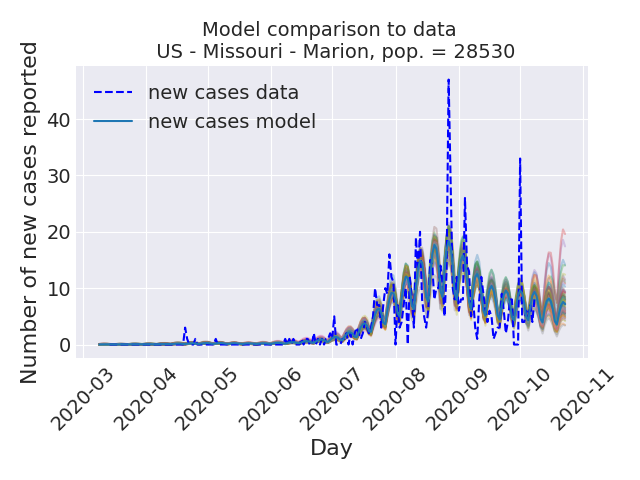 Model comparison to data
US - Missouri - Marion, pop. = 28530
Number of new cases reported
new cases data
new cases model
40
30
20
10
0
2020-03
2020-04
2020-05
2020-06
2020-07
2020-08
2020-09
2020-10
2020-11
Day